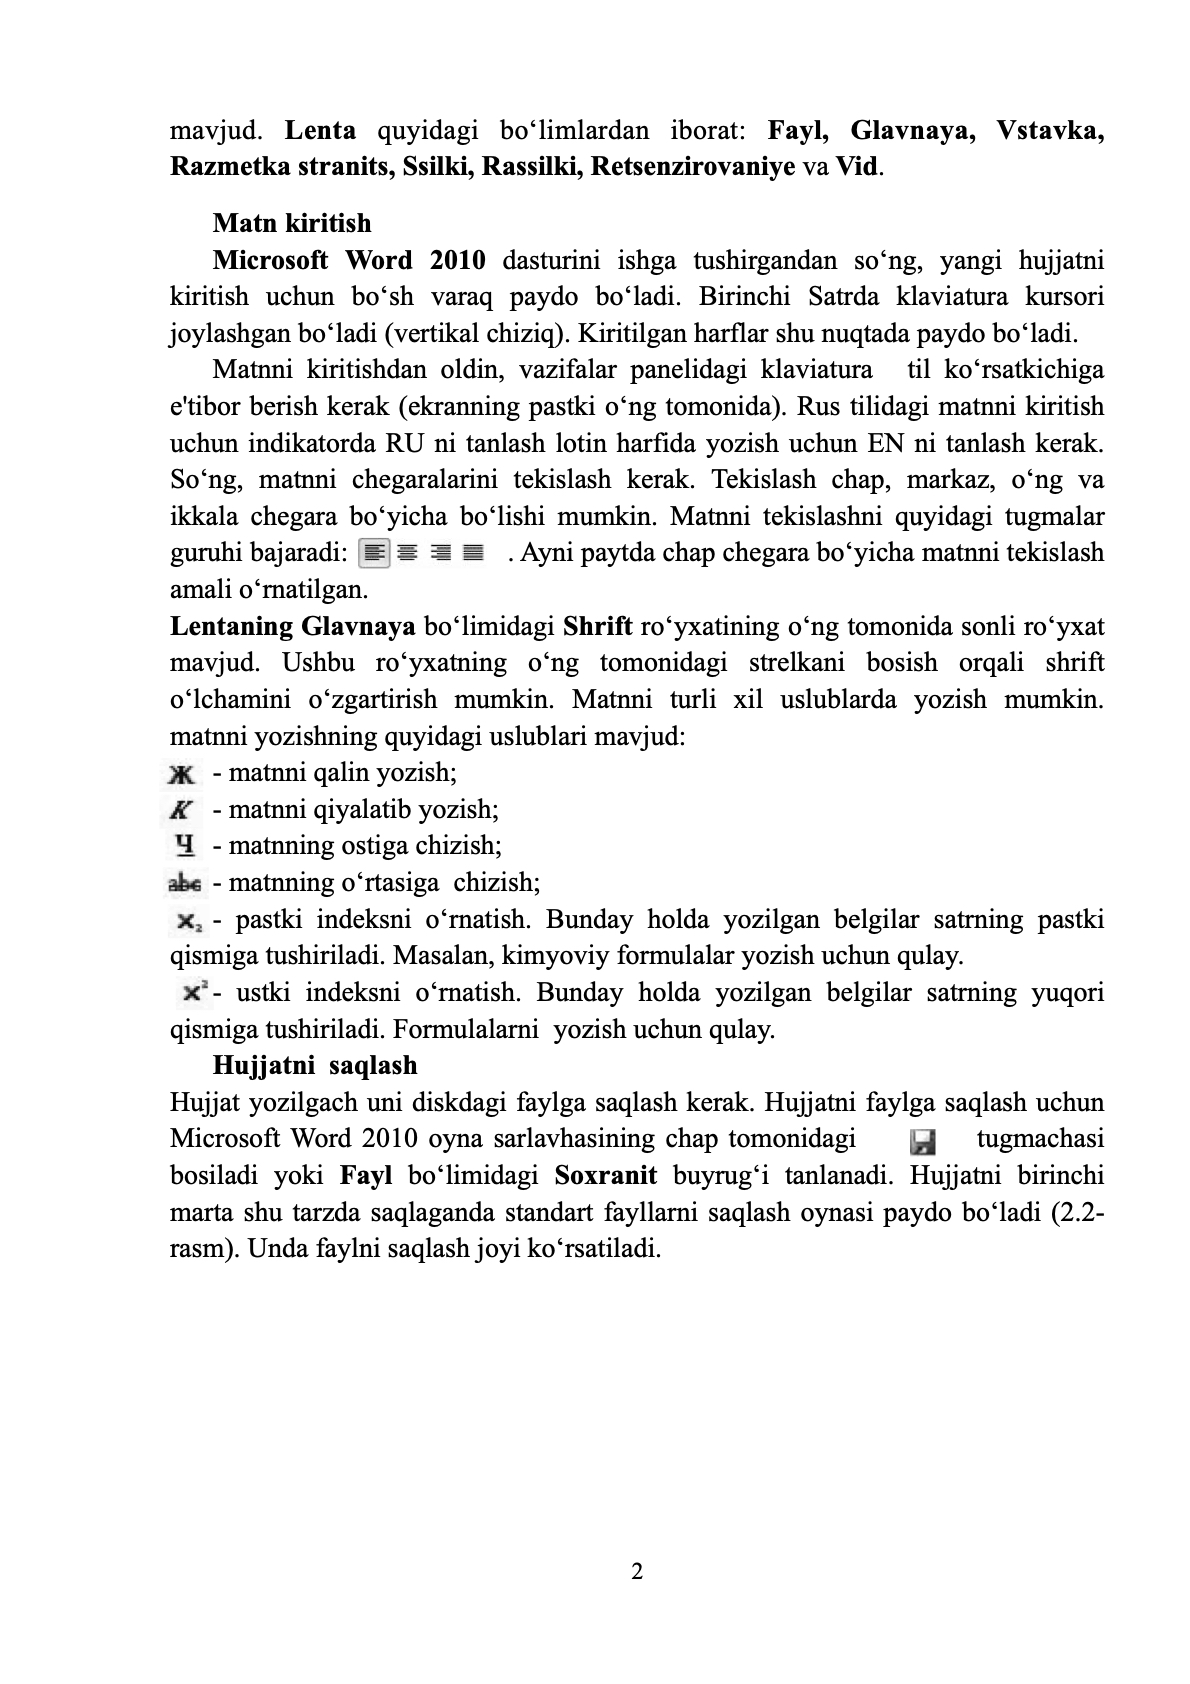 mavjud. Lenta quyidagi bo‘limlardan iborat: Fayl, Glavnaya, Vstavka,
Razmetka stranits, Ssilki, Rassilki, Retsenzirovaniye va Vid.
Matn kiritish
Microsoft Word 2010 dasturini ishga tushirgandan so‘ng, yangi hujjatni
kiritish uchun bo‘sh varaq paydo bo‘ladi. Birinchi Satrda klaviatura kursori
joylashgan bo‘ladi (vertikal chiziq). Kiritilgan harflar shu nuqtada paydo bo‘ladi.
Matnni kiritishdan oldin, vazifalar panelidagi klaviatura til ko‘rsatkichiga
e'tibor berish kerak (ekranning pastki o‘ng tomonida). Rus tilidagi matnni kiritish
uchun indikatorda RU ni tanlash lotin harfida yozish uchun EN ni tanlash kerak.
So‘ng, matnni chegaralarini tekislash kerak. Tekislash chap, markaz, o‘ng va
ikkala chegara bo‘yicha bo‘lishi mumkin. Matnni tekislashni quyidagi tugmalar
guruhi bajaradi: . Ayni paytda chap chegara bo‘yicha matnni tekislash
amali o‘rnatilgan.
Lentaning Glavnaya bo‘limidagi Shrift ro‘yxatining o‘ng tomonida sonli ro‘yxat
mavjud. Ushbu ro‘yxatning o‘ng tomonidagi strelkani bosish orqali shrift
o‘lchamini o‘zgartirish mumkin. Matnni turli xil uslublarda yozish mumkin.
matnni yozishning quyidagi uslublari mavjud:
Ж - matnni qalin yozish;
К - matnni qiyalatib yozish;
Ч - matnning ostiga chizish;
abc - matnning o‘rtasiga chizish;
x₂ - pastki indeksni o‘rnatish. Bunday holda yozilgan belgilar satrning pastki
qismiga tushiriladi. Masalan, kimyoviy formulalar yozish uchun qulay.
x² - ustki indeksni o‘rnatish. Bunday holda yozilgan belgilar satrning yuqori
qismiga tushiriladi. Formulalarni yozish uchun qulay.
Hujjatni saqlash
Hujjat yozilgach uni diskdagi faylga saqlash kerak. Hujjatni faylga saqlash uchun
Microsoft Word 2010 oyna sarlavhasining chap tomonidagi tugmachasi
bosiladi yoki Fayl bo‘limidagi Soxranit buyrug‘i tanlanadi. Hujjatni birinchi
marta shu tarzda saqlaganda standart fayllarni saqlash oynasi paydo bo‘ladi (2.2-
rasm). Unda faylni saqlash joyi ko‘rsatiladi.
2